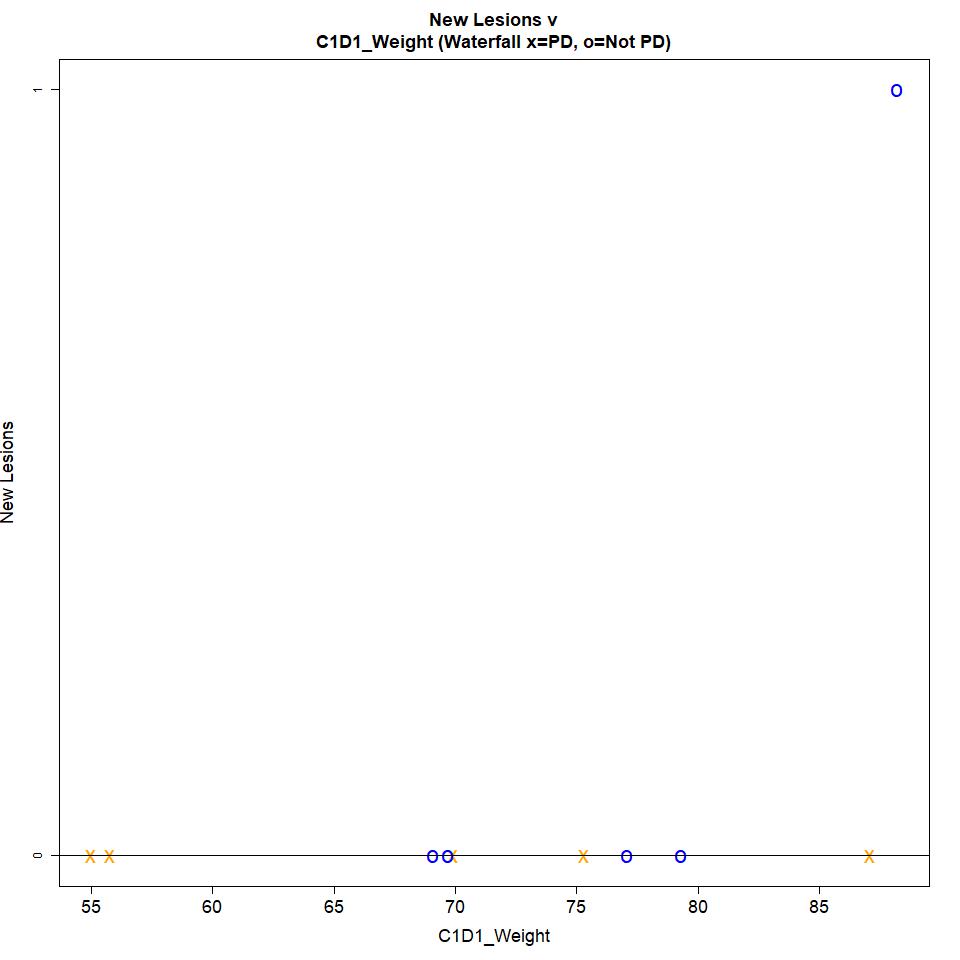 New Lesions v
C1D1_Weight (Waterfall x=PD, o=Not PD)
1
o
New Lesions
0
x x o o x x o o x
55 60 65 70 75 80 85
C1D1_Weight